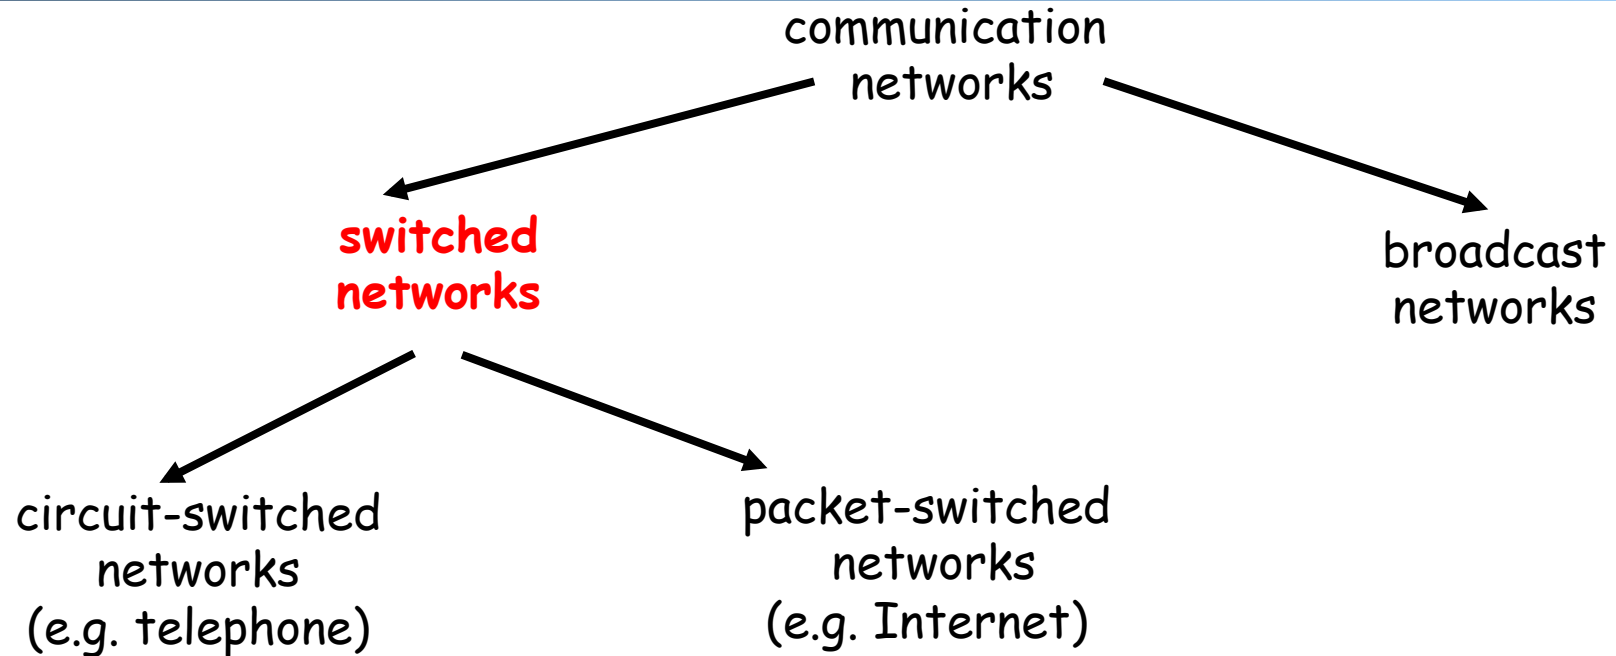 communication
networks
switched
networks
broadcast
networks
circuit-switched
networks
(e.g. telephone)
packet-switched
networks
(e.g. Internet)